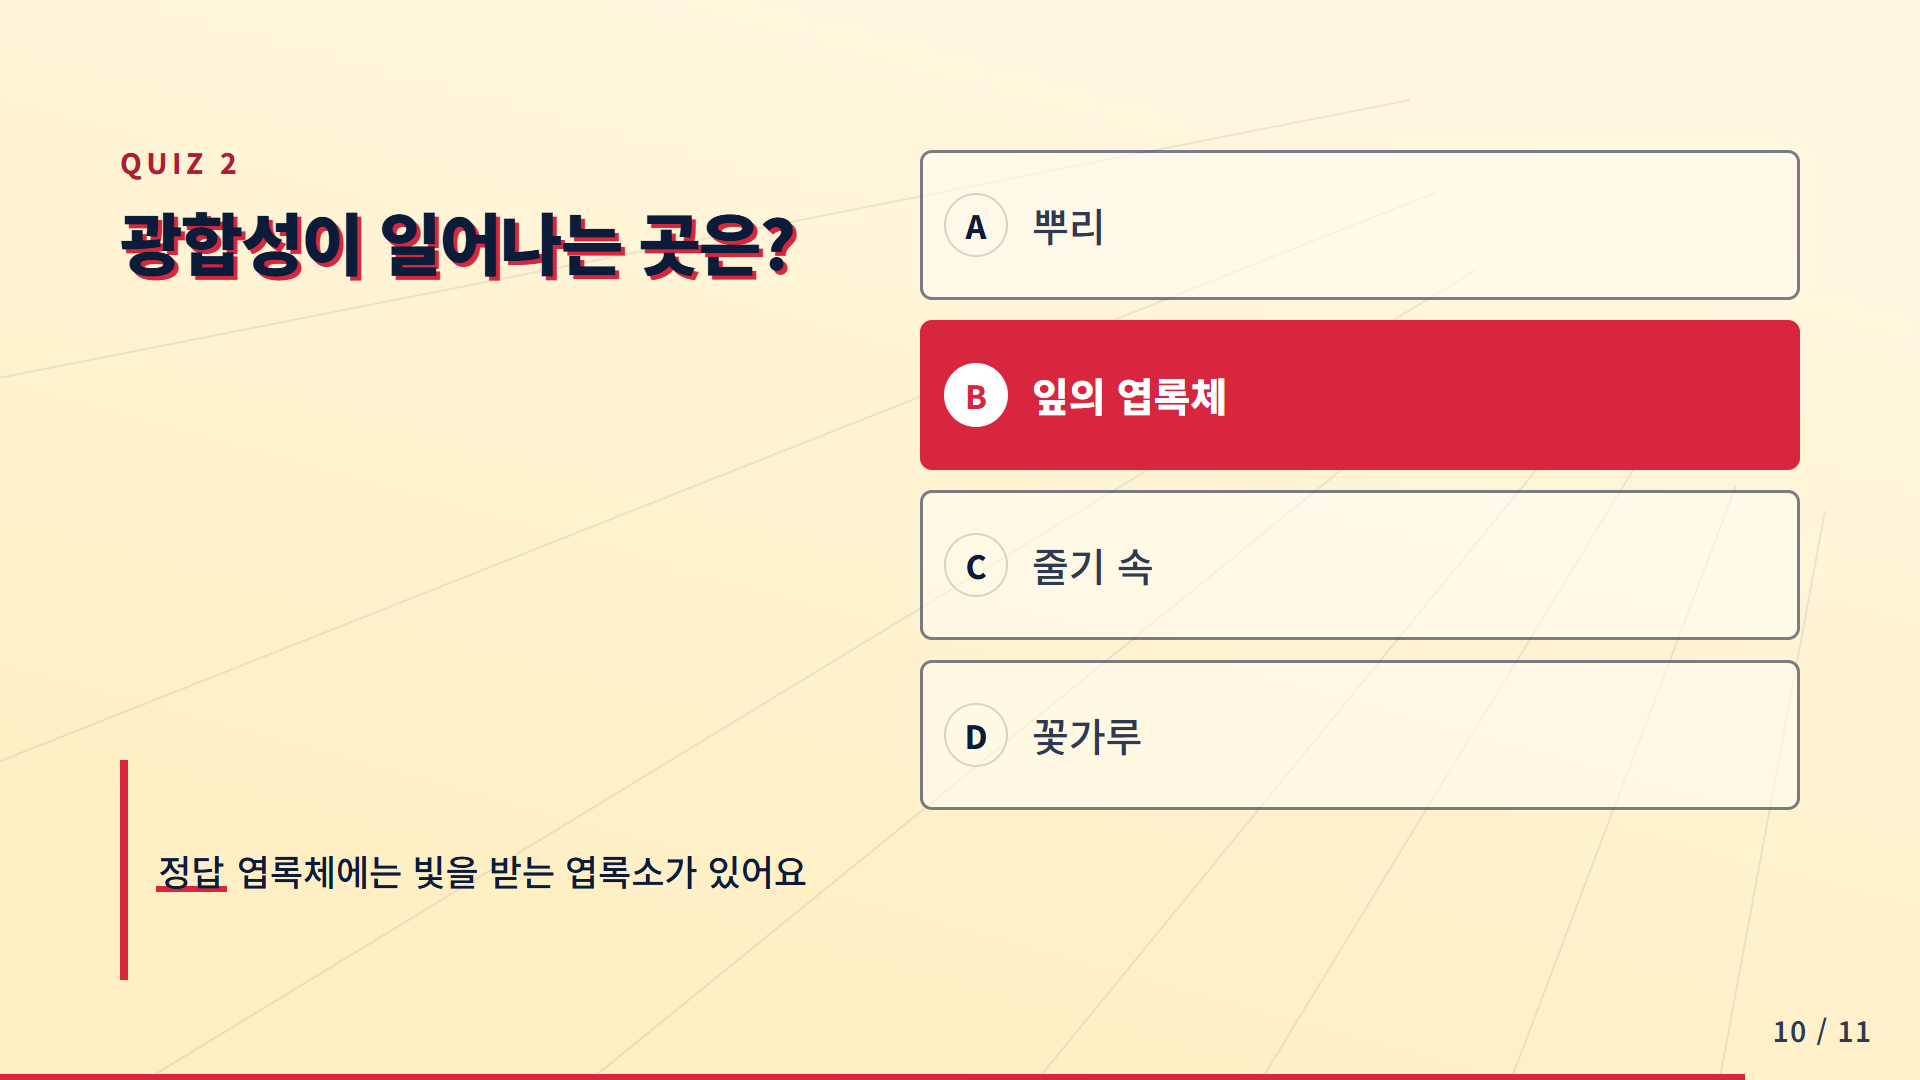 QUIZ 2
광합성이 일어나는 곳은?
A 뿌리
B 잎의 엽록체
C 줄기 속
D 꽃가루
정답 엽록체에는 빛을 받는 엽록소가 있어요
10 / 11